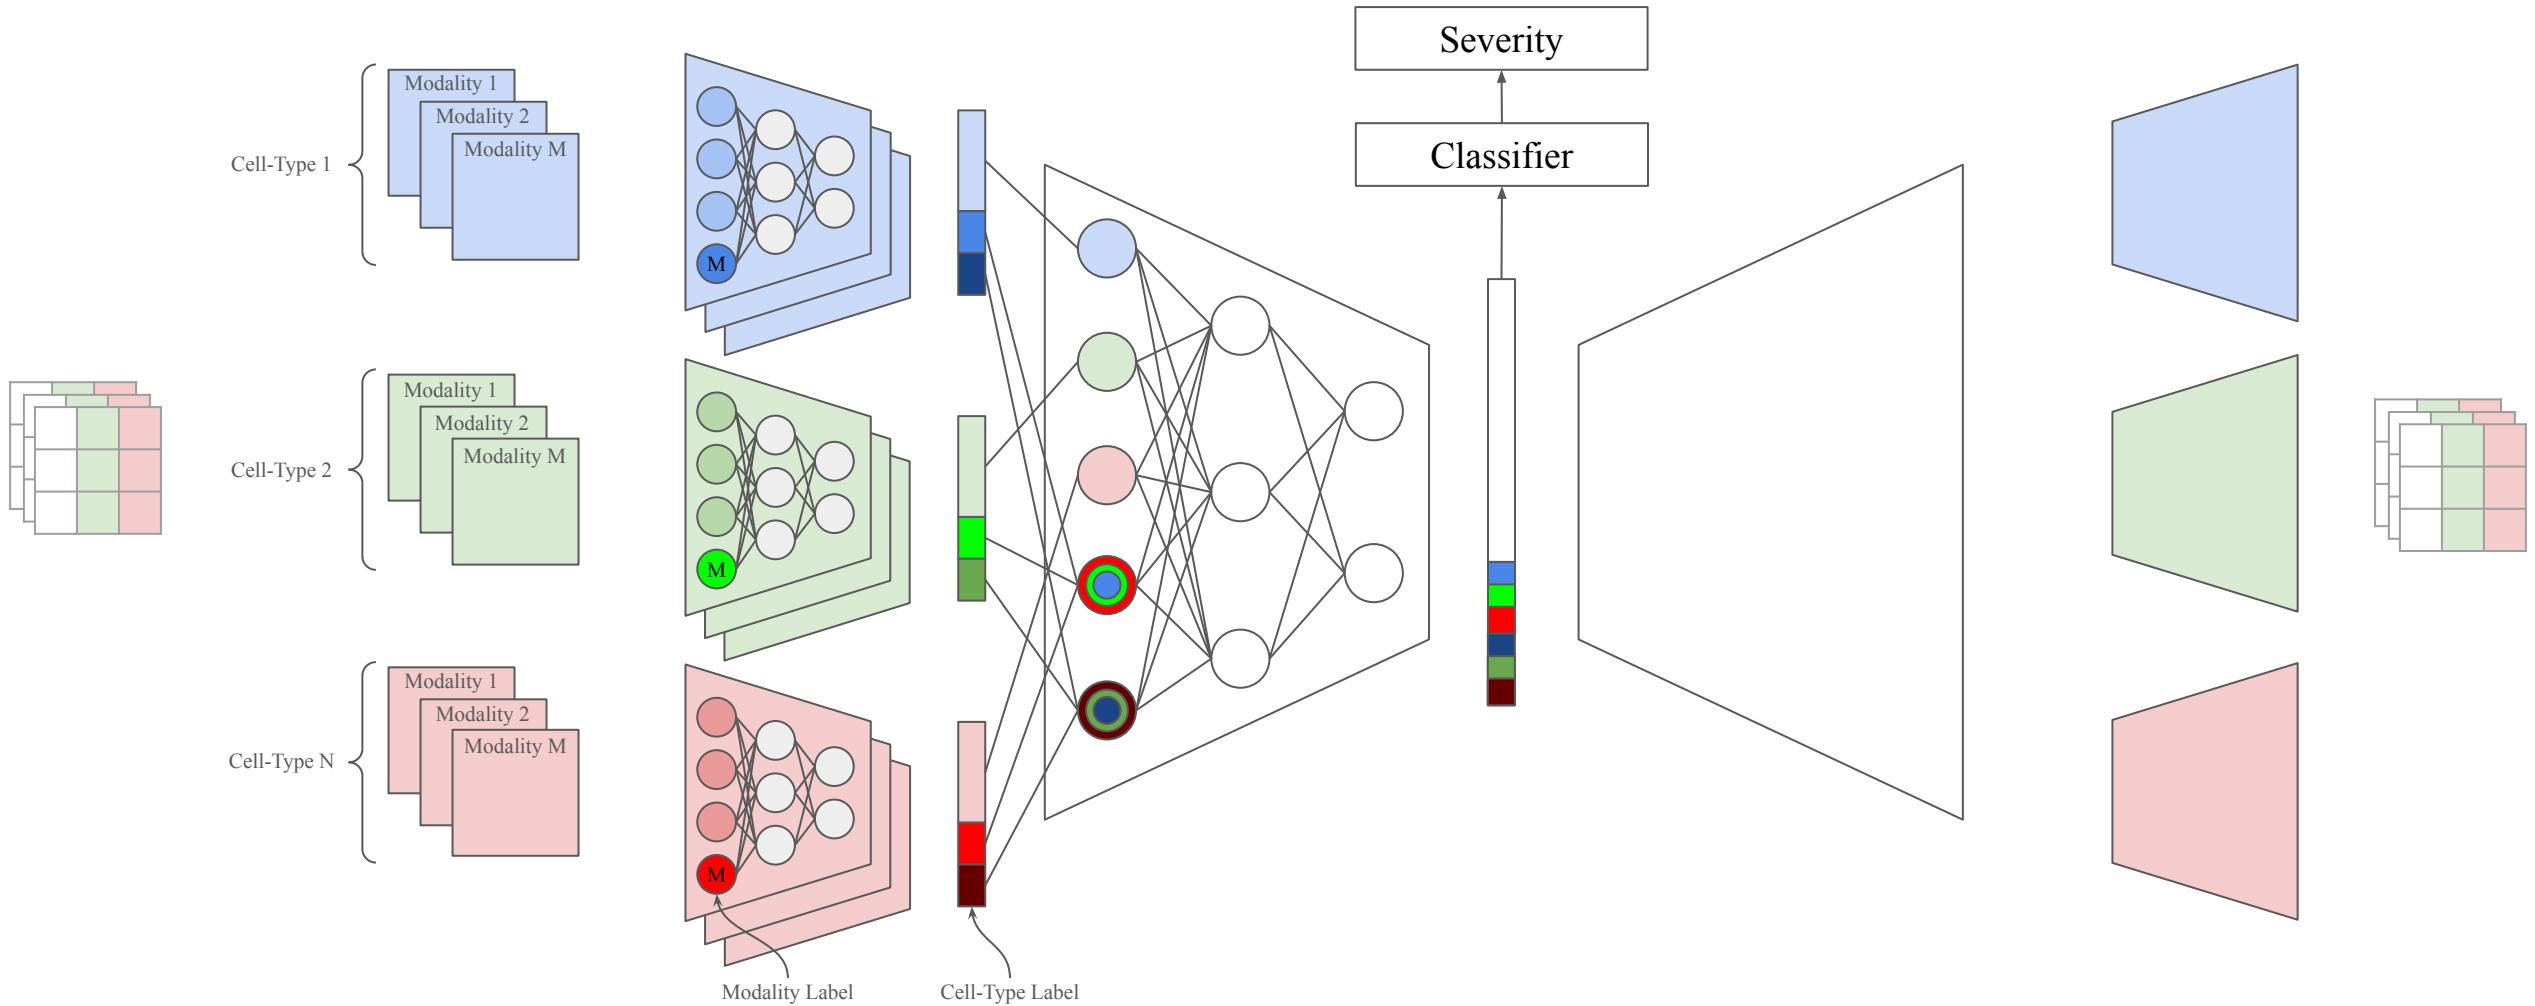 Severity
Classifier
Cell-Type 1
Modality 1
Modality 2
Modality M
M
Cell-Type 2
Modality 1
Modality 2
Modality M
M
Cell-Type N
Modality 1
Modality 2
Modality M
M
Modality Label
Cell-Type Label